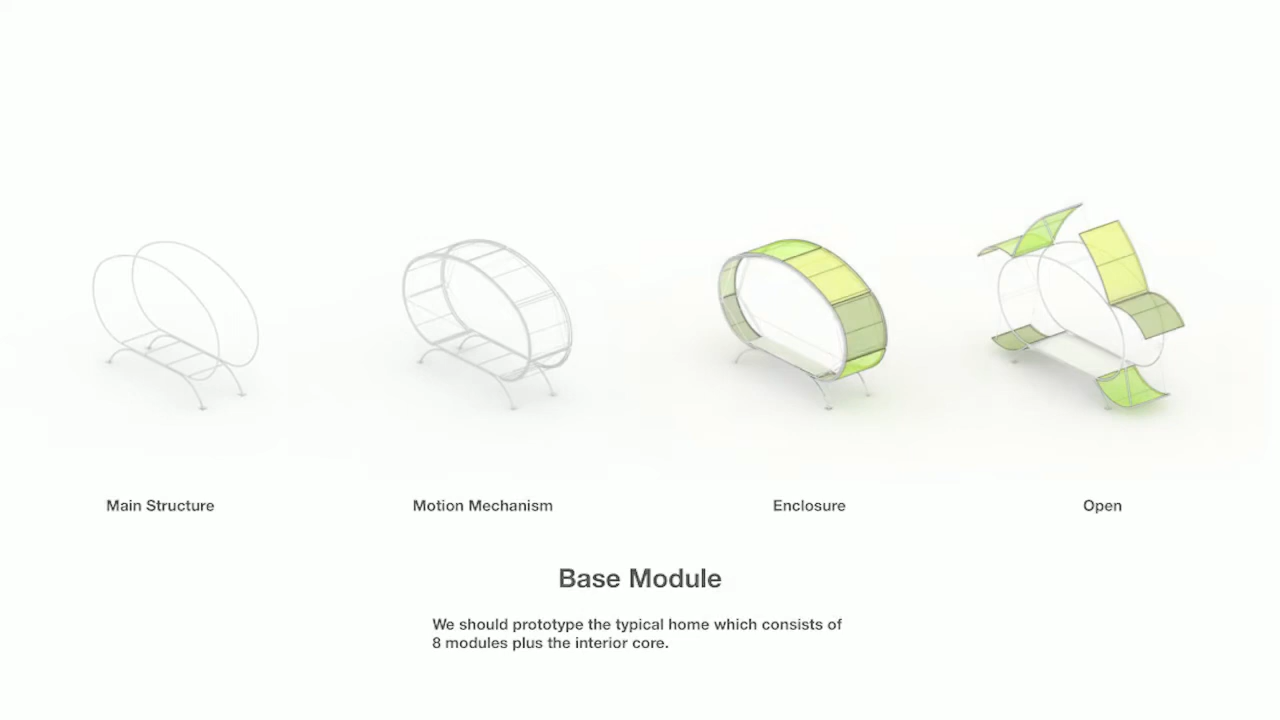 Main Structure
Motion Mechanism
Enclosure
Open
Base Module
We should prototype the typical home which consists of
8 modules plus the interior core.